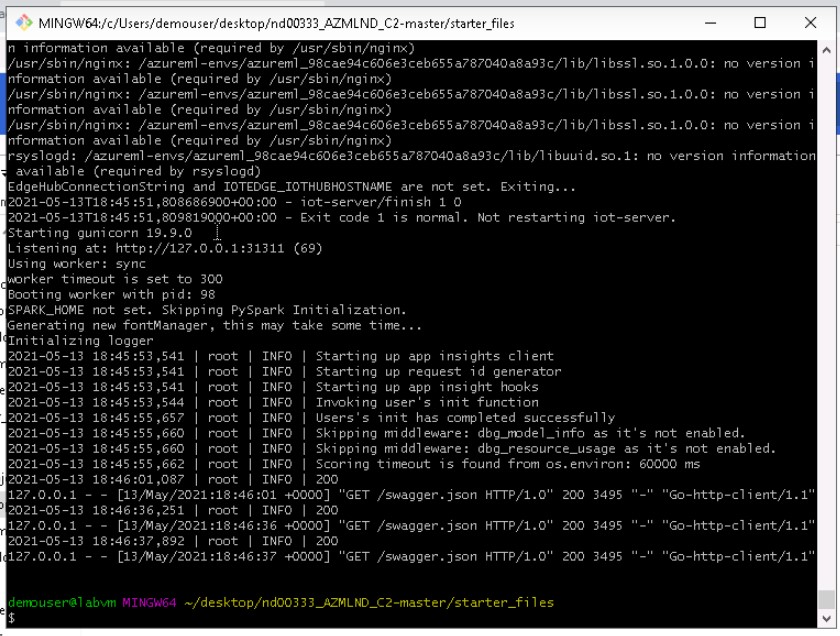 MINGW64:/c/Users/demouser/desktop/nd00333_AZMLND_C2-master/starter_files
n information available (required by /usr/sbin/nginx)
/usr/sbin/nginx: /azureml-envs/azureml_98cae94c606e3ceb655a787040a8a93c/lib/libssl.so.1.0.0: no version i
nformation available (required by /usr/sbin/nginx)
/usr/sbin/nginx: /azureml-envs/azureml_98cae94c606e3ceb655a787040a8a93c/lib/libssl.so.1.0.0: no version i
nformation available (required by /usr/sbin/nginx)
/usr/sbin/nginx: /azureml-envs/azureml_98cae94c606e3ceb655a787040a8a93c/lib/libssl.so.1.0.0: no version i
nformation available (required by /usr/sbin/nginx)
rsyslogd: /azureml-envs/azureml_98cae94c606e3ceb655a787040a8a93c/lib/libuuid.so.1: no version information
 available (required by rsyslogd)
EdgeHubConnectionString and IOTEDGE_IOTHUBHOSTNAME are not set. Exiting...
2021-05-13T18:45:51,808686900+00:00 - iot-server/finish 1 0
2021-05-13T18:45:51,809819000+00:00 - Exit code 1 is normal. Not restarting iot-server.
Starting gunicorn 19.9.0
Listening at: http://127.0.0.1:31311 (69)
Using worker: sync
worker timeout is set to 300
Booting worker with pid: 98
SPARK_HOME not set. Skipping PySpark Initialization.
Generating new fontManager, this may take some time...
Initializing logger
2021-05-13 18:45:53,541 | root | INFO | Starting up app insights client
2021-05-13 18:45:53,541 | root | INFO | Starting up request id generator
2021-05-13 18:45:53,541 | root | INFO | Starting up app insight hooks
2021-05-13 18:45:53,544 | root | INFO | Invoking user's init function
2021-05-13 18:45:55,657 | root | INFO | Users's init has completed successfully
2021-05-13 18:45:55,660 | root | INFO | Skipping middleware: dbg_model_info as it's not enabled.
2021-05-13 18:45:55,660 | root | INFO | Skipping middleware: dbg_resource_usage as it's not enabled.
2021-05-13 18:45:55,662 | root | INFO | Scoring timeout is found from os.environ: 60000 ms
2021-05-13 18:46:01,087 | root | INFO | 200
127.0.0.1 - - [13/May/2021:18:46:01 +0000] "GET /swagger.json HTTP/1.0" 200 3495 "-" "Go-http-client/1.1"
2021-05-13 18:46:36,251 | root | INFO | 200
127.0.0.1 - - [13/May/2021:18:46:36 +0000] "GET /swagger.json HTTP/1.0" 200 3495 "-" "Go-http-client/1.1"
2021-05-13 18:46:37,892 | root | INFO | 200
127.0.0.1 - - [13/May/2021:18:46:37 +0000] "GET /swagger.json HTTP/1.0" 200 3495 "-" "Go-http-client/1.1"
demouser@labvm MINGW64 ~/desktop/nd00333_AZMLND_C2-master/starter_files
$